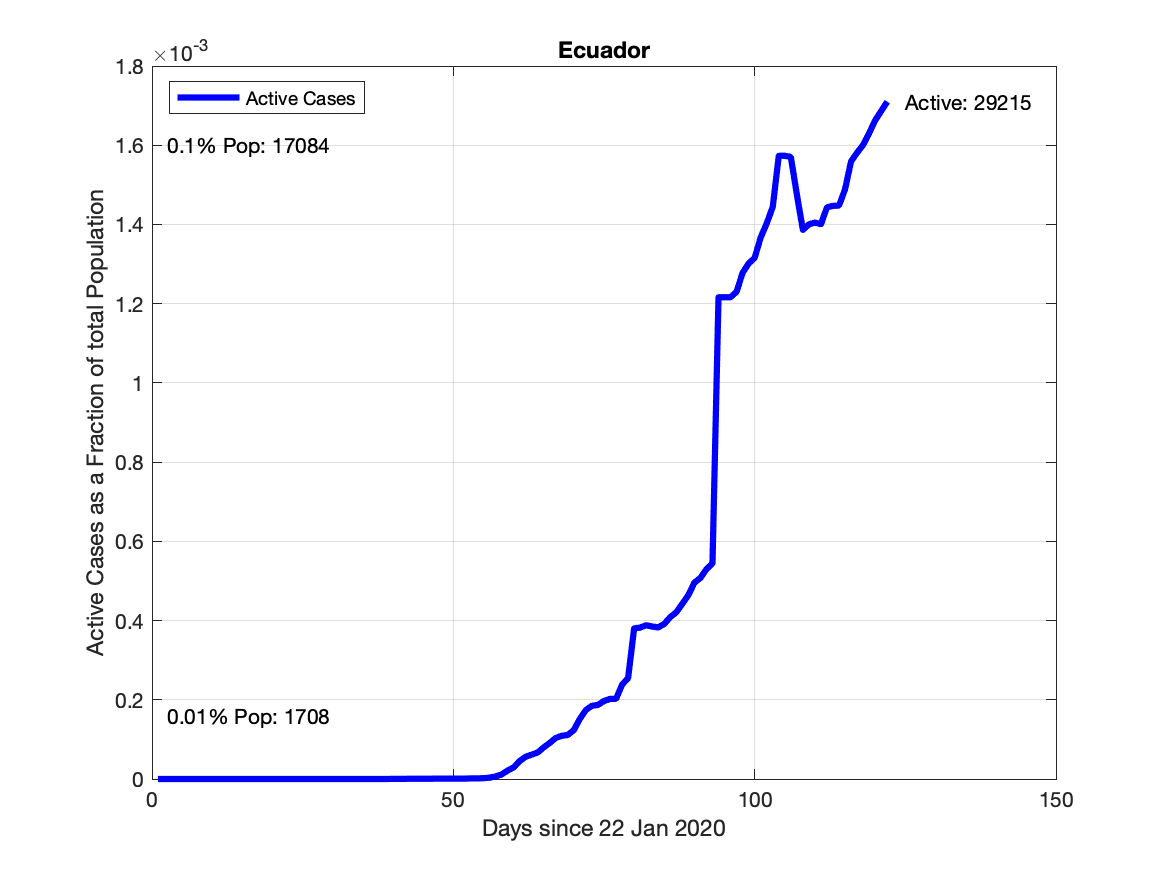 Ecuador
×10-3
1.8
1.6
1.4
1.2
1
0.8
0.6
0.4
0.2
0
Active Cases
0.1% Pop: 17084
0.01% Pop: 1708
Active: 29215
Active Cases as a Fraction of total Population
0 50 100 150
Days since 22 Jan 2020